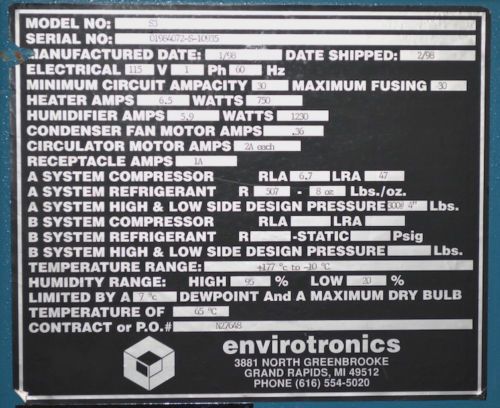 MODEL NO: S3
SERIAL NO: 01984072-S-10935
MANUFACTURED DATE: 1/98 DATE SHIPPED: 2/98
ELECTRICAL 115 V 1 Ph 60 Hz
MINIMUM CIRCUIT AMPACITY 30 MAXIMUM FUSING 30
HEATER AMPS 6.5 WATTS 750
HUMIDIFIER AMPS 5.9 WATTS 1230
CONDENSER FAN MOTOR AMPS .36
CIRCULATOR MOTOR AMPS 2A each
RECEPTACLE AMPS 1A
A SYSTEM COMPRESSOR RLA 6.7 LRA 47
A SYSTEM REFRIGERANT R 507 - 8 oz Lbs./oz.
A SYSTEM HIGH & LOW SIDE DESIGN PRESSURE Lbs.
B SYSTEM COMPRESSOR RLA LRA
B SYSTEM REFRIGERANT R -STATIC Psig
B SYSTEM HIGH & LOW SIDE DESIGN PRESSURE Lbs.
TEMPERATURE RANGE: +177 °c to -10 °C
HUMIDITY RANGE: HIGH 95 % LOW 20 %
LIMITED BY A 7 °c DEWPOINT And A MAXIMUM DRY BULB
TEMPERATURE OF 65 °C
CONTRACT or P.O.# N27648
envirotronics
3881 NORTH GREENBROOKE
GRAND RAPIDS, MI 49512
PHONE (616) 554-5020